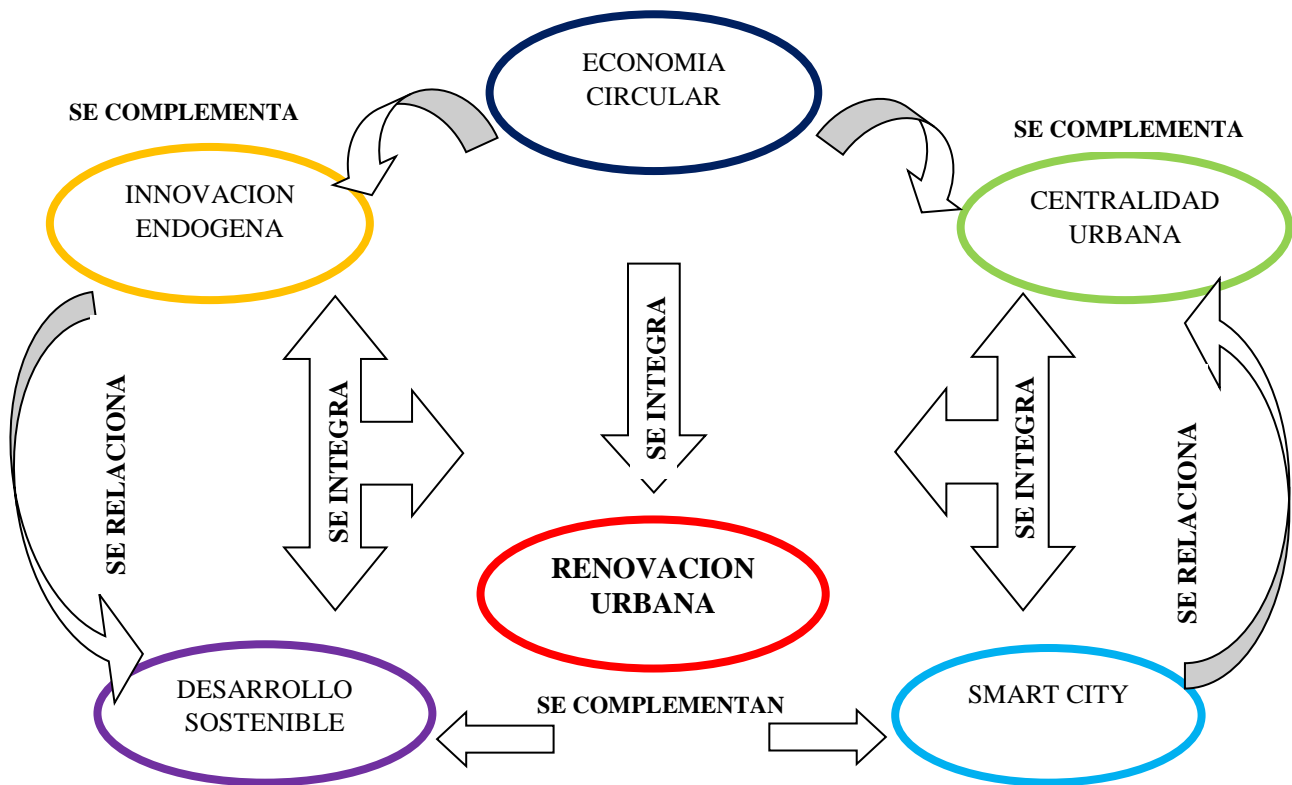 ECONOMIA
CIRCULAR
SE COMPLEMENTA
SE COMPLEMENTA
INNOVACION
ENDOGENA
CENTRALIDAD
URBANA
SE INTEGRA
SE RELACIONA
SE INTEGRA
SE INTEGRA
SE RELACIONA
RENOVACION
URBANA
DESARROLLO
SOSTENIBLE
SE COMPLEMENTAN
SMART CITY